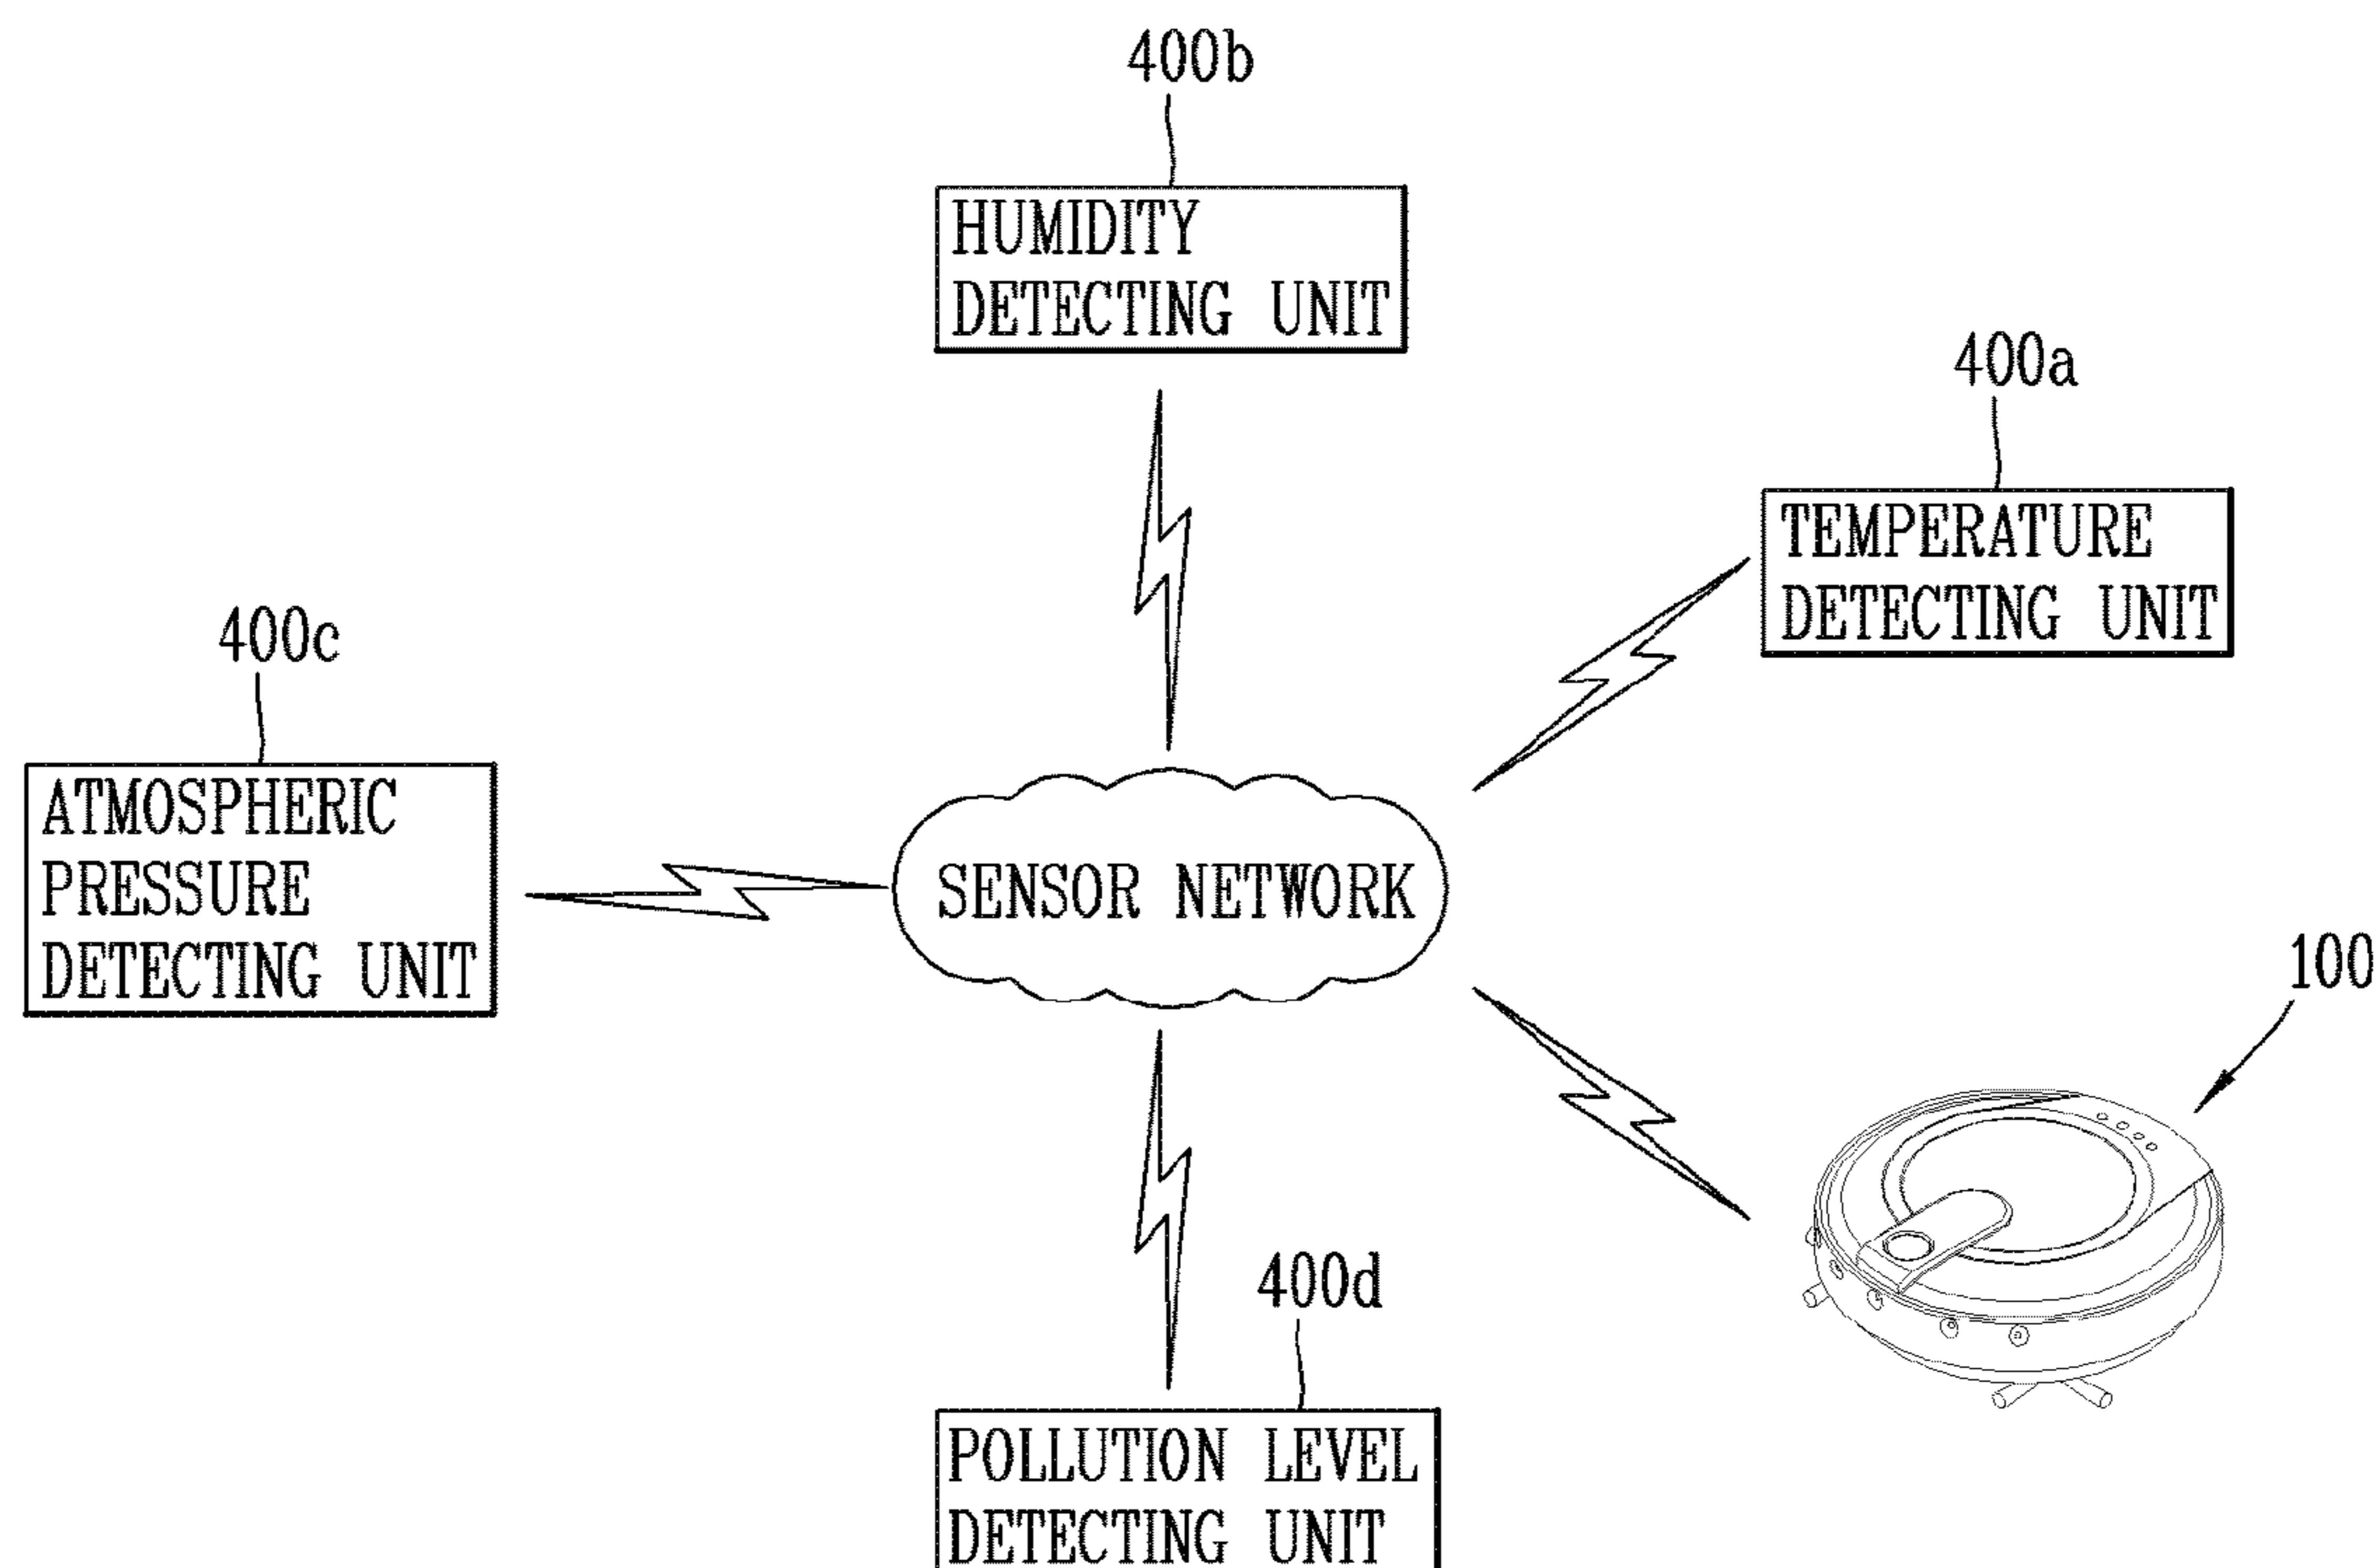 400b
HUMIDITY
DETECTING UNIT
400a
TEMPERATURE
DETECTING UNIT
400c
ATMOSPHERIC
PRESSURE
DETECTING UNIT
SENSOR NETWORK
100
400d
POLLUTION LEVEL
DETECTING UNIT